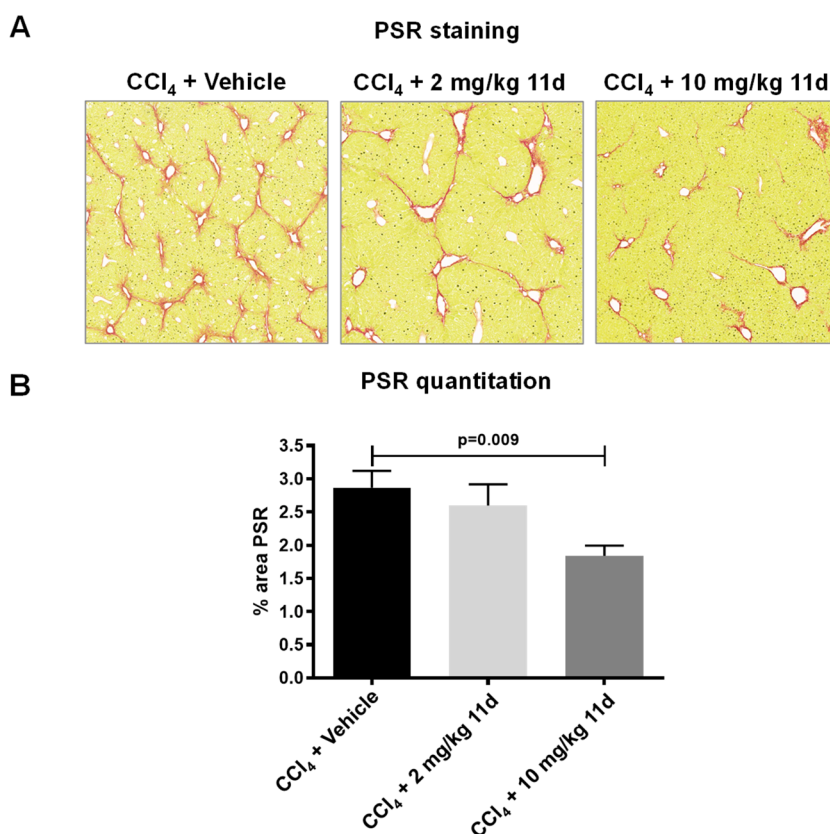 A
PSR staining
CCl₄ + Vehicle
CCl₄ + 2 mg/kg 11d
CCl₄ + 10 mg/kg 11d
B
PSR quantitation
p=0.009
3.5
3.0
2.5
2.0
1.5
1.0
0.5
0.0
% area PSR
CCl₄ + Vehicle
CCl₄ + 2 mg/kg 11d
CCl₄ + 10 mg/kg 11d